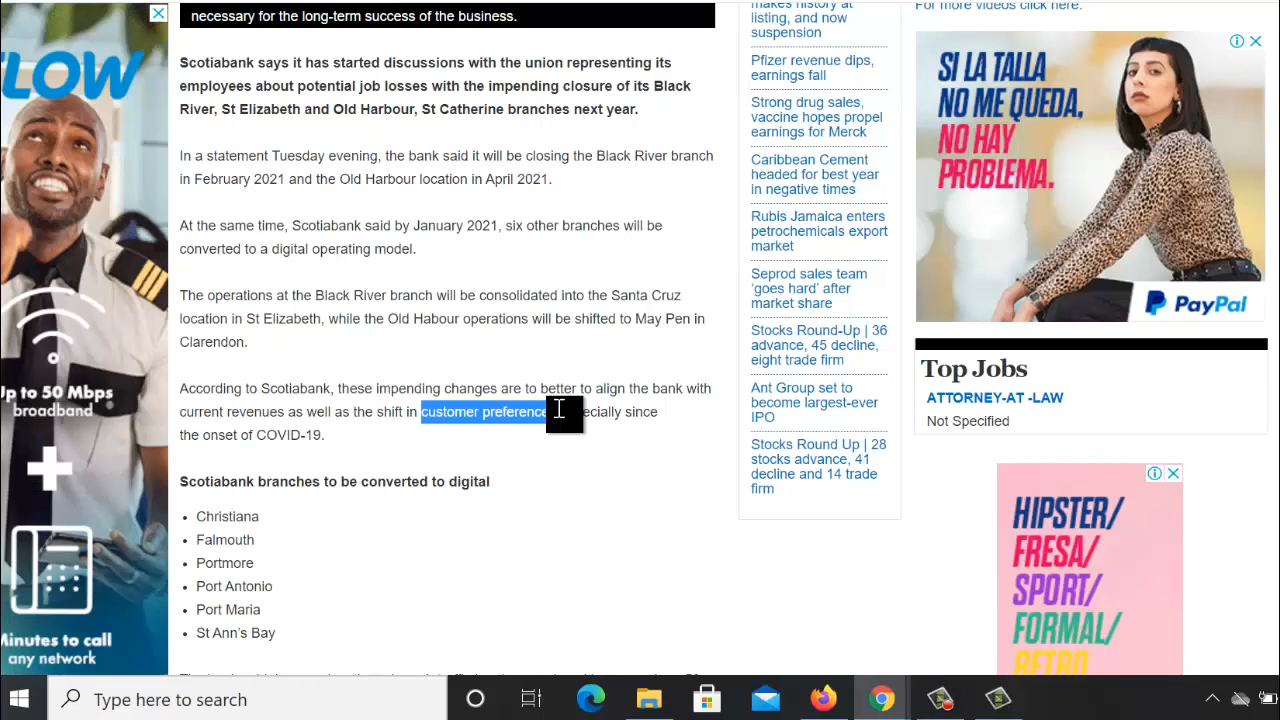 necessary for the long-term success of the business.
Scotiabank says it has started discussions with the union representing its
employees about potential job losses with the impending closure of its Black
River, St Elizabeth and Old Harbour, St Catherine branches next year.
In a statement Tuesday evening, the bank said it will be closing the Black River branch
in February 2021 and the Old Harbour location in April 2021.
At the same time, Scotiabank said by January 2021, six other branches will be
converted to a digital operating model.
The operations at the Black River branch will be consolidated into the Santa Cruz
location in St Elizabeth, while the Old Habour operations will be shifted to May Pen in
Clarendon.
According to Scotiabank, these impending changes are to better to align the bank with
current revenues as well as the shift in customer preference ecially since
the onset of COVID-19.
Scotiabank branches to be converted to digital
• Christiana
• Falmouth
• Portmore
• Port Antonio
• Port Maria
• St Ann's Bay
makes history at
listing, and now
suspension
Pfizer revenue dips,
earnings fall
Strong drug sales,
vaccine hopes propel
earnings for Merck
Caribbean Cement
headed for best year
in negative times
Rubis Jamaica enters
petrochemicals export
market
Seprod sales team
‘goes hard’ after
market share
Stocks Round-Up | 36
advance, 45 decline,
eight trade firm
Ant Group set to
become largest-ever
IPO
Stocks Round Up | 28
stocks advance, 41
decline and 14 trade
firm
For more videos click here.
SI LA TALLA
NO ME QUEDA,
NO HAY
PROBLEMA.
PayPal
Top Jobs
ATTORNEY-AT -LAW
Not Specified
HIPSTER/
FRESA/
SPORT/
FORMAL/
RETRO
LOW
Up to 50 Mbps
broadband
Minutes to call
any network
Type here to search